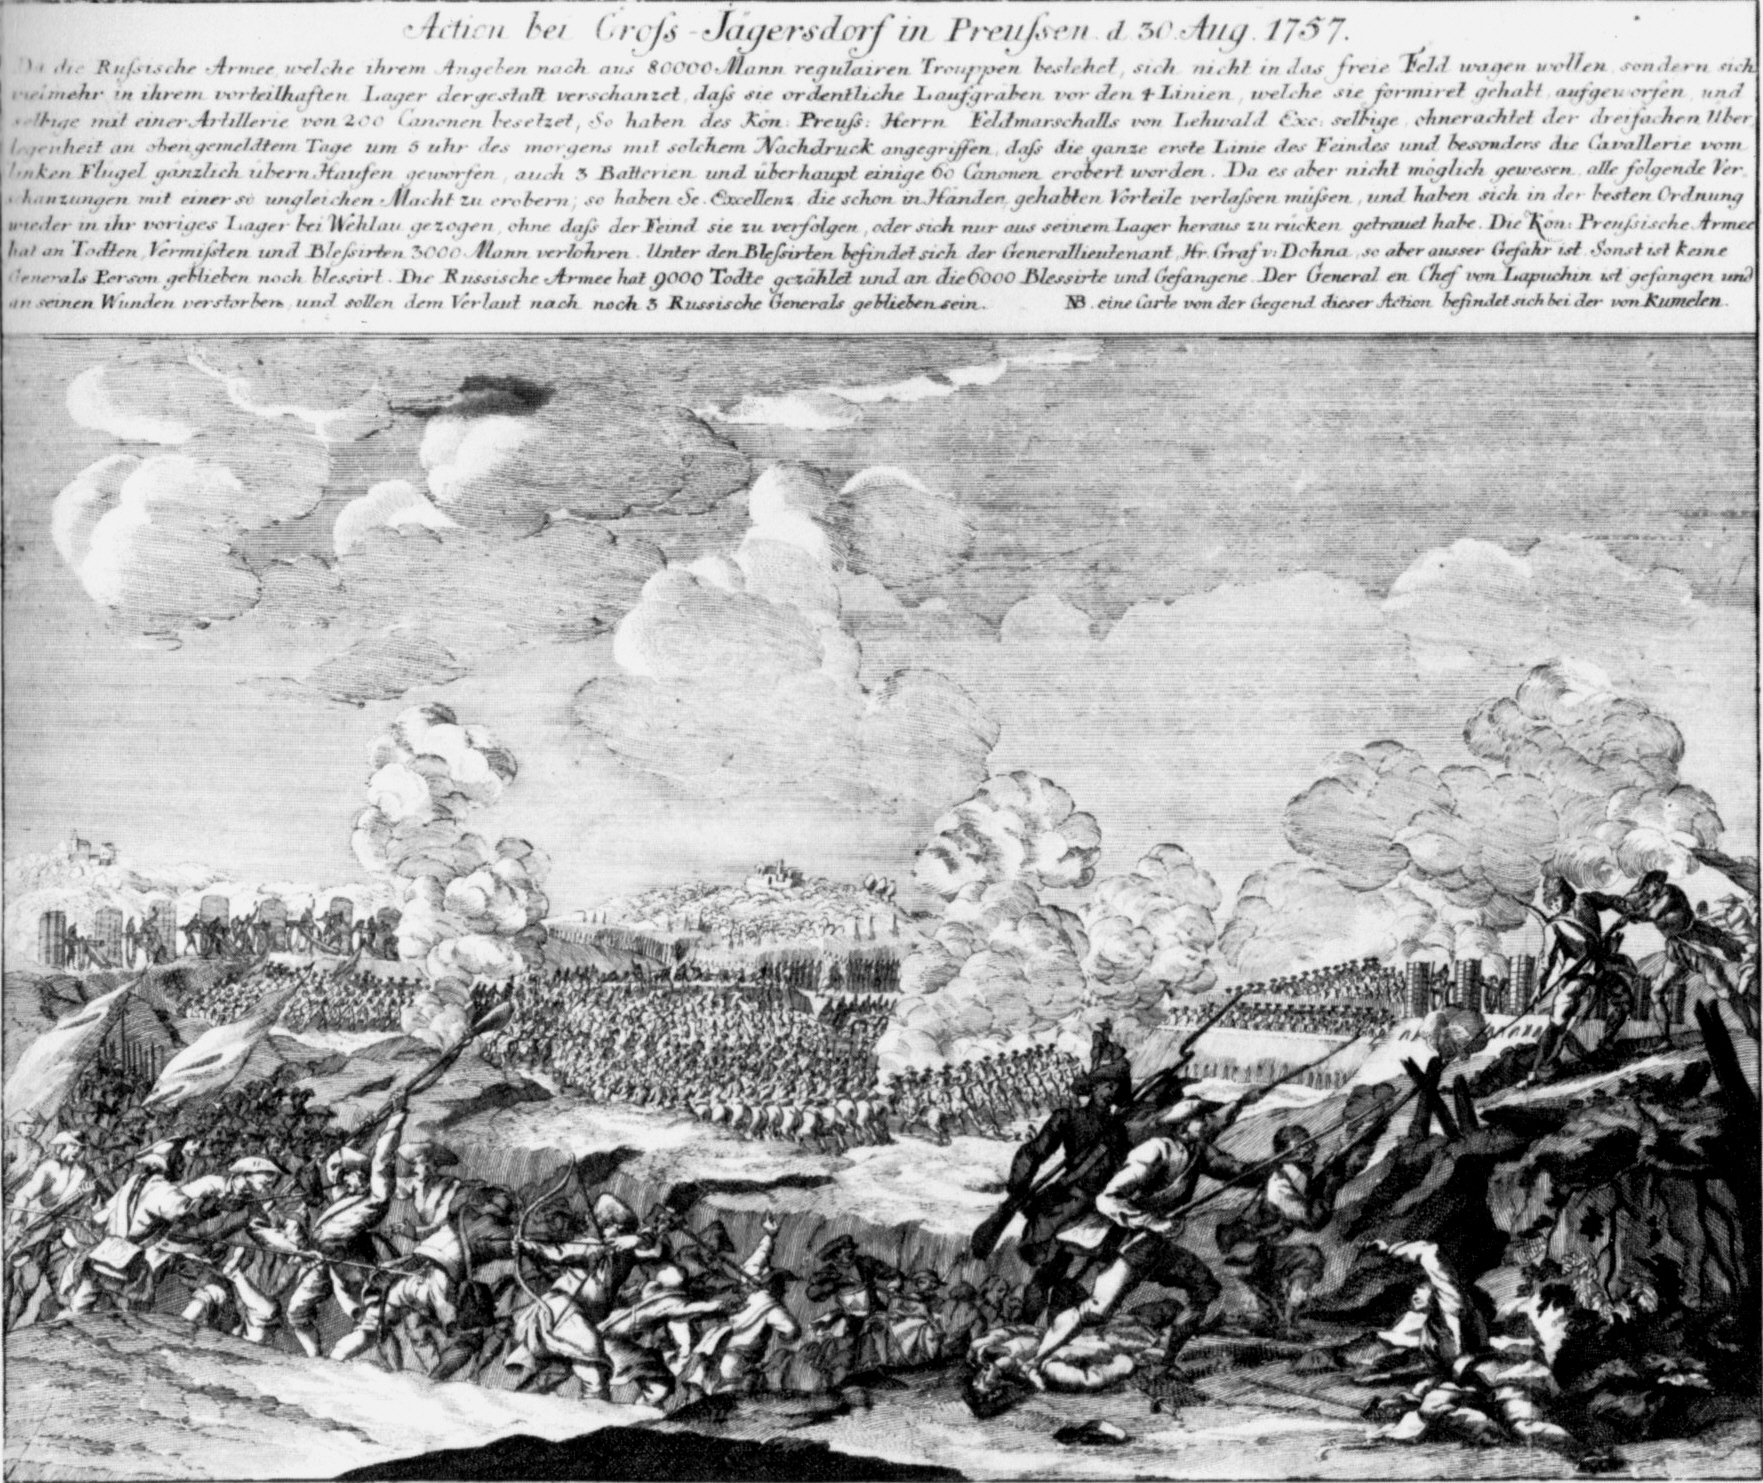 Action bei Gross-Jägersdorf in Preussen d 30. Aug. 1757.
Da die Russische Armee, welche ihrem Angeben nach aus 80000 Mann regulairen Trouppen bestehet, sich nicht in das freie Feld wagen wollen, sondern sich
vielmehr in ihrem vorteilhaften Lager dergestalt verschanzet, dass sie ordentliche Laufgraben vor den 4 Linien, welche sie formiret gehabt, aufgeworfen, und
selbige mit einer Artillerie von 200 Canonen besetzet, So haben des Kön: Preuss: Herrn Feldmarschalls von Lehwald Exc: selbige, ohnerachtet der dreifachen Über
legenheit an obengemeldtem Tage um 5 uhr des morgens mit solchem Nachdruck angegriffen, dass die ganze erste Linie des Feindes und besonders die Cavallerie vom
linken Flügel gänzlich übern Haufen geworfen, auch 3 Batterien und überhaupt einige 60 Canonen erobert worden. Da es aber nicht möglich gewesen, alle folgende Ver-
schanzungen mit einer so ungleichen Macht zu erobern; so haben Se. Excellenz die schon in Händen gehabten Vorteile verlassen müssen, und haben sich in der besten Ordnung
wieder in ihr voriges Lager bei Wehlau gezogen, ohne dass der Feind sie zu verfolgen, oder sich nur aus seinem Lager heraus zu rücken getrauet habe. Die Kön: Preussische Armee
hat an Todten, Vermissten und Blessirten 3000 Mann verlohren. Unter den Blessirten befindet sich der Generallieutenant, Hr. Graf v: Dohna, so aber ausser Gefahr ist. Sonst ist keine
Generals Person geblieben noch blessirt. Die Russische Armee hat 9000 Todte gezählet und an die 6000 Blessirte und Gefangene. Der General en Chef von Lapuchin ist gefangen und
an seinen Wunden verstorben, und sollen dem Verlaut nach noch 3 Russische Generals geblieben sein. NB. eine Carte von der Gegend dieser Action befindet sich bei der von Kumelen.